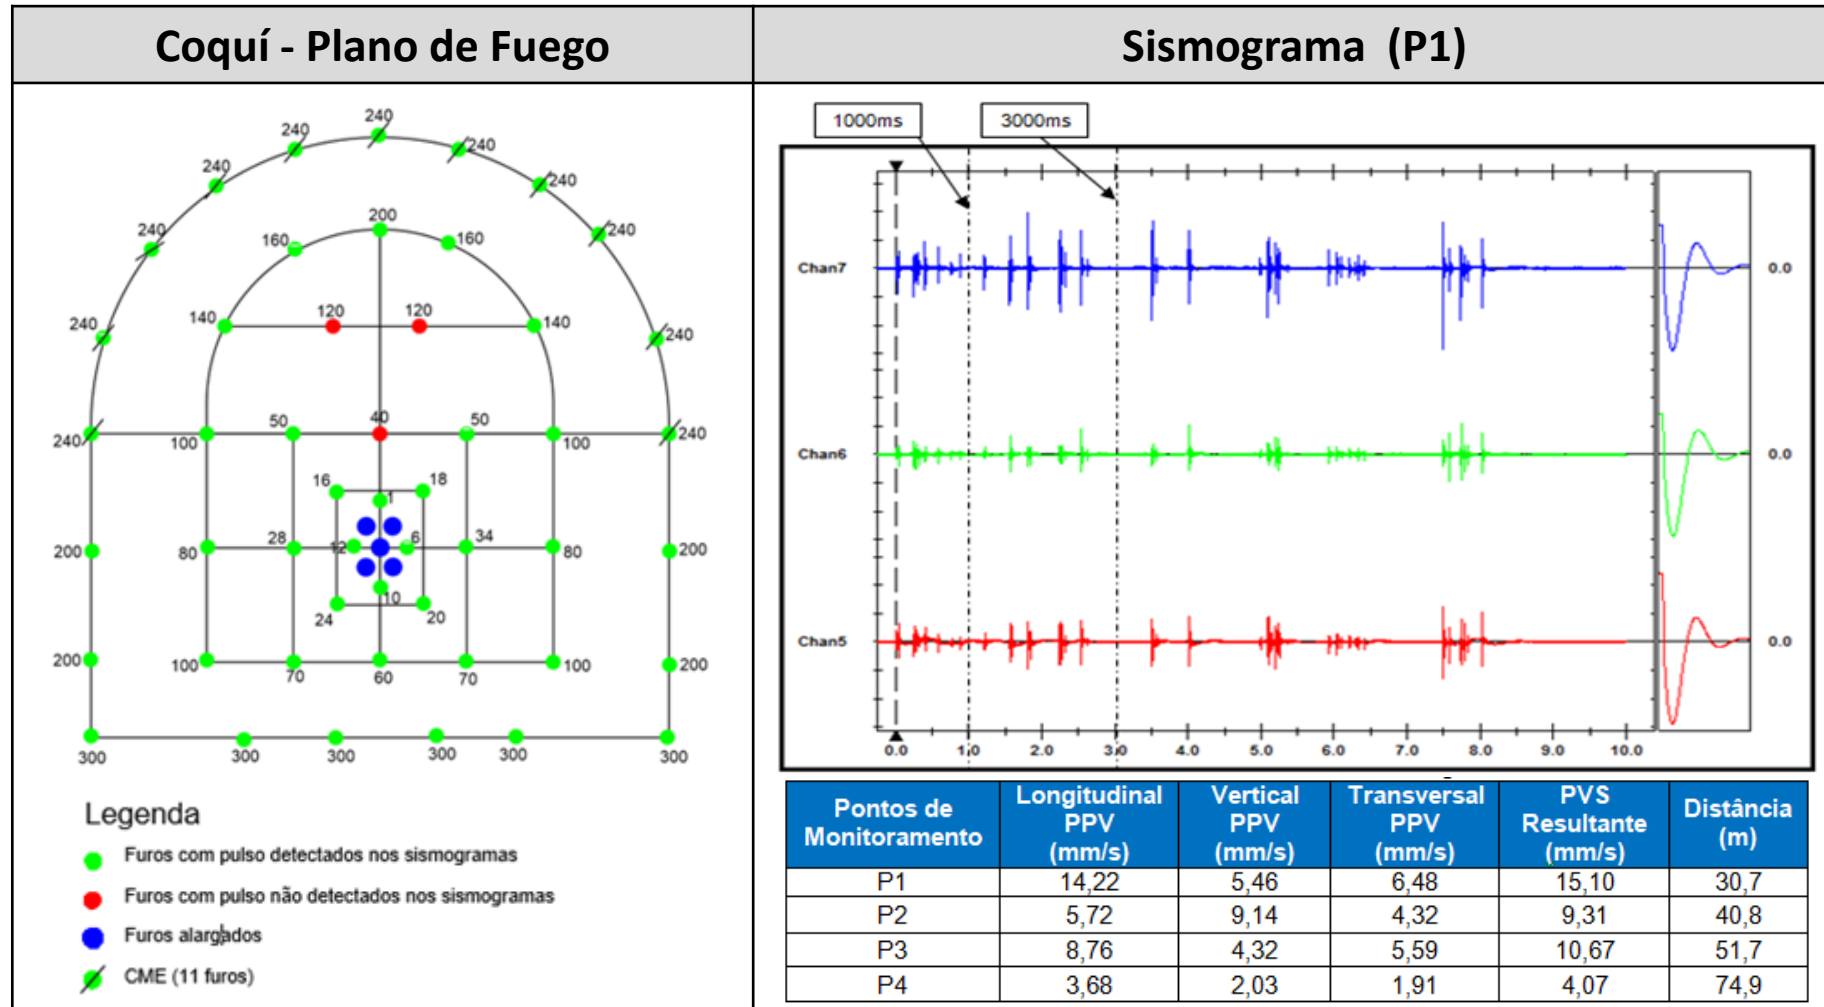 Coquí - Plano de Fuego
Sismograma (P1)
240
240 240
240 240
240 240
200
160 160
140 120 120 140
240 240
50 40 50
240 100 100 240
16 1 18
28 12 6 34
80 80
200 200
10
24 20
200 100 70 60 70 100 200
300 300 300 300 300 300
Legenda
Furos com pulso detectados nos sismogramas
Furos com pulso não detectados nos sismogramas
Furos alargados
CME (11 furos)
1000ms 3000ms
Chan7 0.0
Chan6 0.0
Chan5 0.0
0.0 1.0 2.0 3.0 4.0 5.0 6.0 7.0 8.0 9.0 10.0
Pontos de Monitoramento Longitudinal PPV (mm/s) Vertical PPV (mm/s) Transversal PPV (mm/s) PVS Resultante (mm/s) Distância (m)
P1 14,22 5,46 6,48 15,10 30,7
P2 5,72 9,14 4,32 9,31 40,8
P3 8,76 4,32 5,59 10,67 51,7
P4 3,68 2,03 1,91 4,07 74,9